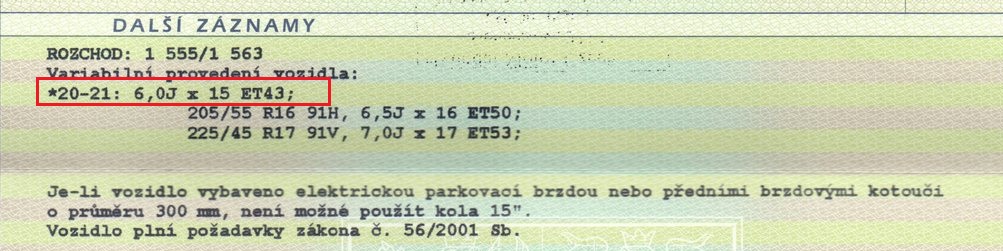 DALŠÍ ZÁZNAMY
ROZCHOD: 1 555/1 563
Variabilní provedení vozidla:
*20-21: 6,0J x 15 ET43;
205/55 R16 91H, 6,5J x 16 ET50;
225/45 R17 91V, 7,0J x 17 ET53;
Je-li vozidlo vybaveno elektrickou parkovací brzdou nebo předními brzdovými kotouči
o průměru 300 mm, není možné použít kola 15".
Vozidlo plní požadavky zákona č. 56/2001 Sb.